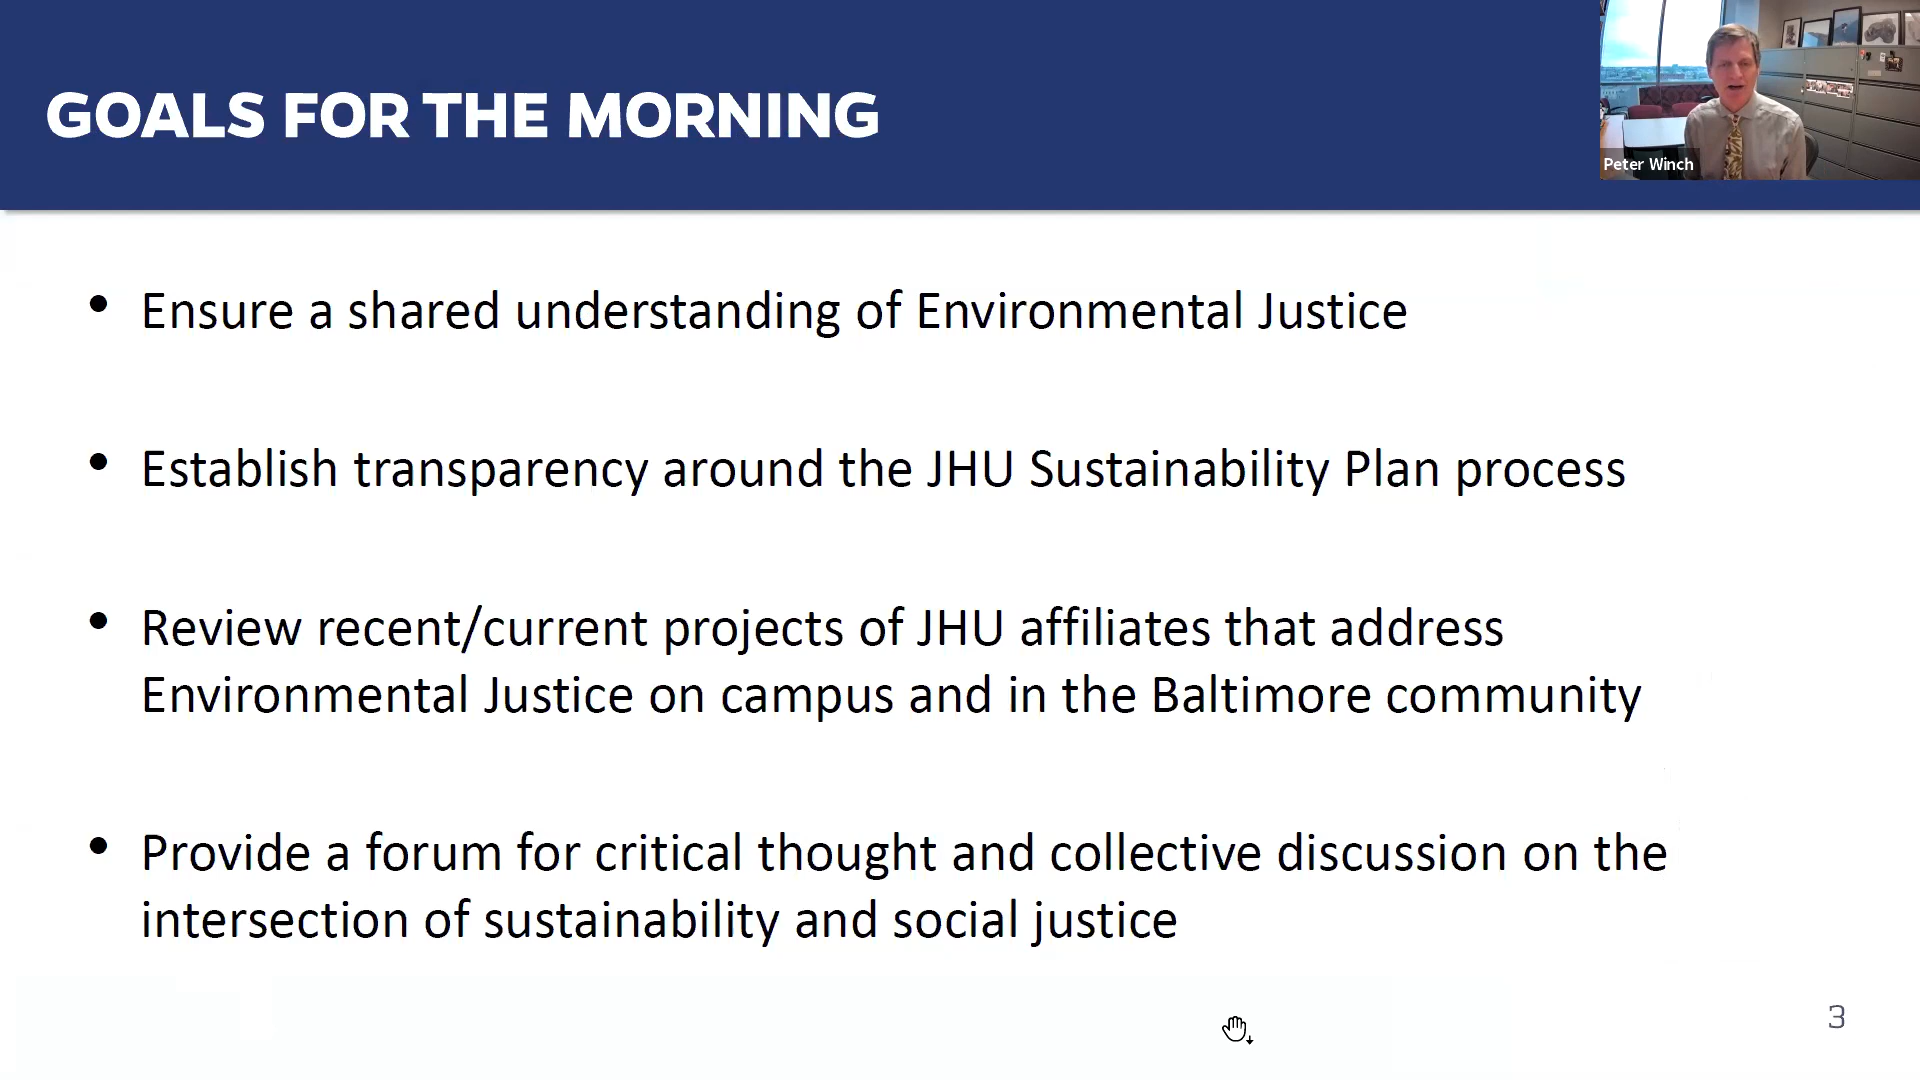 GOALS FOR THE MORNING
Peter Winch
• Ensure a shared understanding of Environmental Justice
• Establish transparency around the JHU Sustainability Plan process
• Review recent/current projects of JHU affiliates that address
Environmental Justice on campus and in the Baltimore community
• Provide a forum for critical thought and collective discussion on the
intersection of sustainability and social justice
3